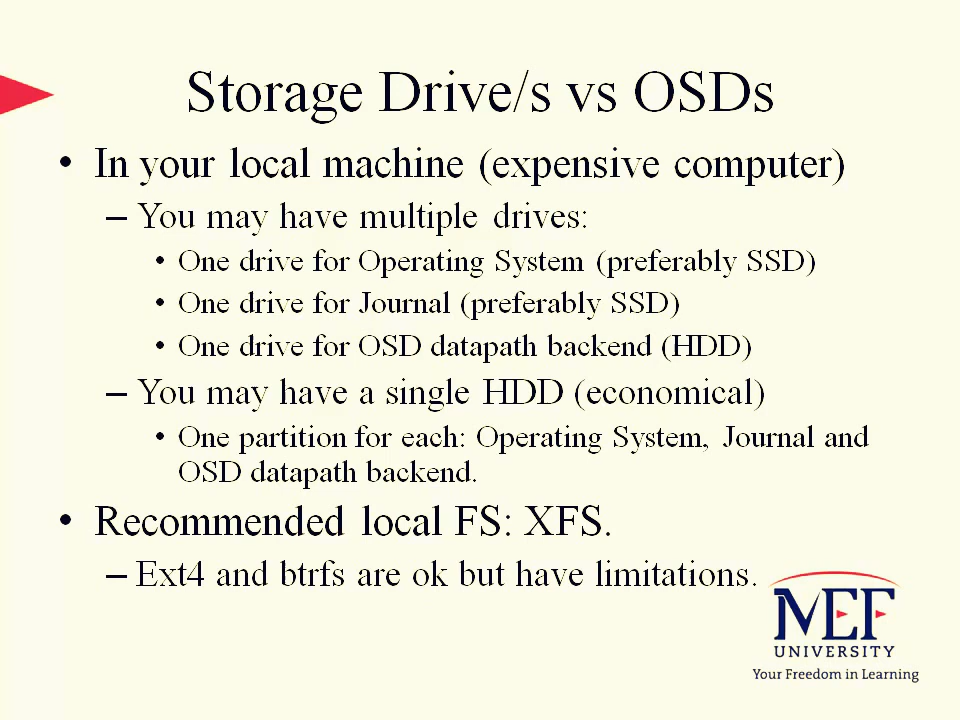 Storage Drive/s vs OSDs
• In your local machine (expensive computer)
– You may have multiple drives:
• One drive for Operating System (preferably SSD)
• One drive for Journal (preferably SSD)
• One drive for OSD datapath backend (HDD)
– You may have a single HDD (economical)
• One partition for each: Operating System, Journal and
OSD datapath backend.
• Recommended local FS: XFS.
– Ext4 and btrfs are ok but have limitations.
MEF
UNIVERSITY
Your Freedom in Learning